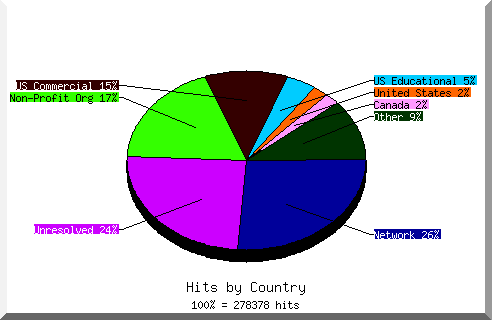 US Commercial 15%
Non-Profit Org 17%
US Educational 5%
United States 2%
Canada 2%
Other 9%
Unresolved 24%
Network 26%
Hits by Country
100% = 278378 hits